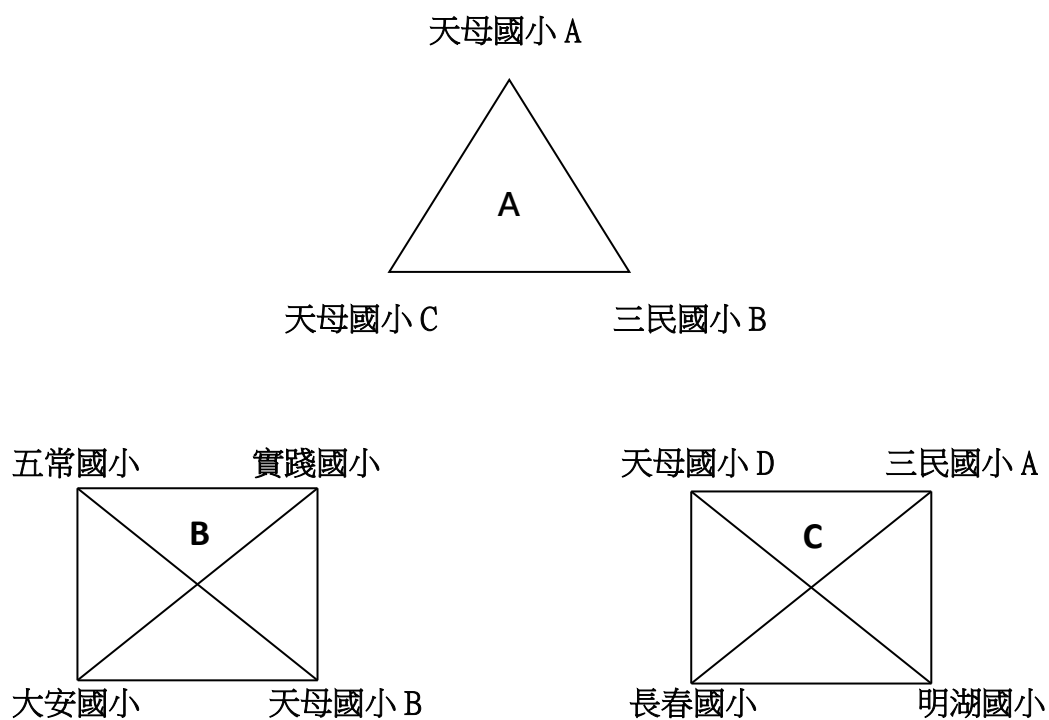 天母國小 A
A
天母國小 C 三民國小 B
五常國小 實踐國小
B
大安國小 天母國小 B
天母國小 D 三民國小 A
C
長春國小 明湖國小